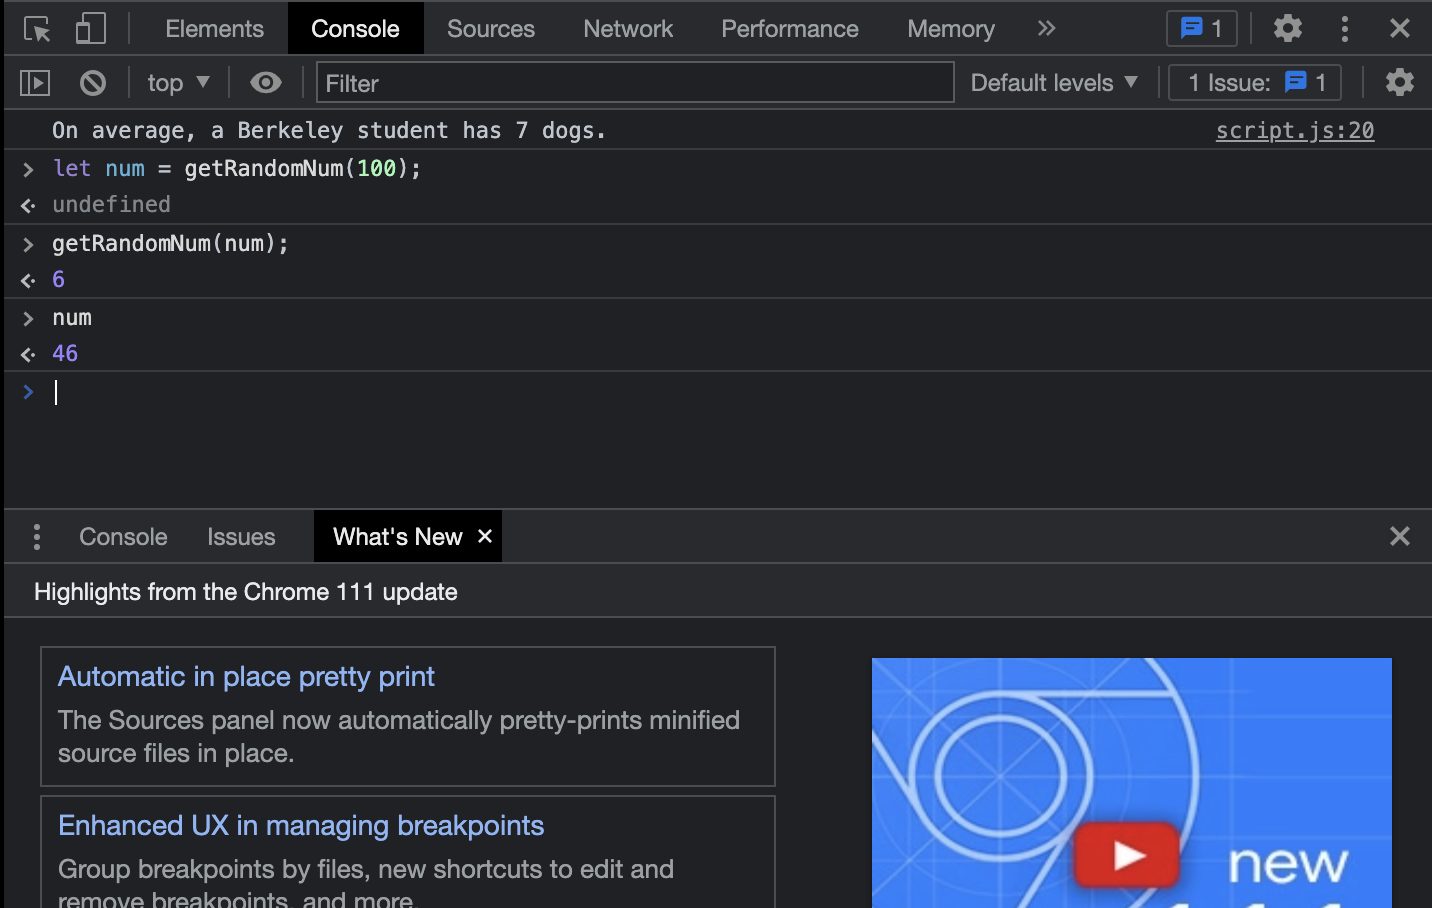 Elements Console Sources Network Performance Memory » 1
top ▼ Filter Default levels ▼ 1 Issue: 1
On average, a Berkeley student has 7 dogs. script.js:20
> let num = getRandomNum(100);
undefined
> getRandomNum(num);
6
> num
46
>
Console Issues What's New ×
Highlights from the Chrome 111 update
Automatic in place pretty print
The Sources panel now automatically pretty-prints minified
source files in place.
Enhanced UX in managing breakpoints
Group breakpoints by files, new shortcuts to edit and
remove breakpoints, and more.
new